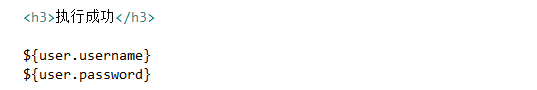 <h3>执行成功</h3>
${user.username}
${user.password}